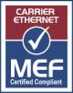 CARRIER
ETHERNET
MEF
Certified Compliant